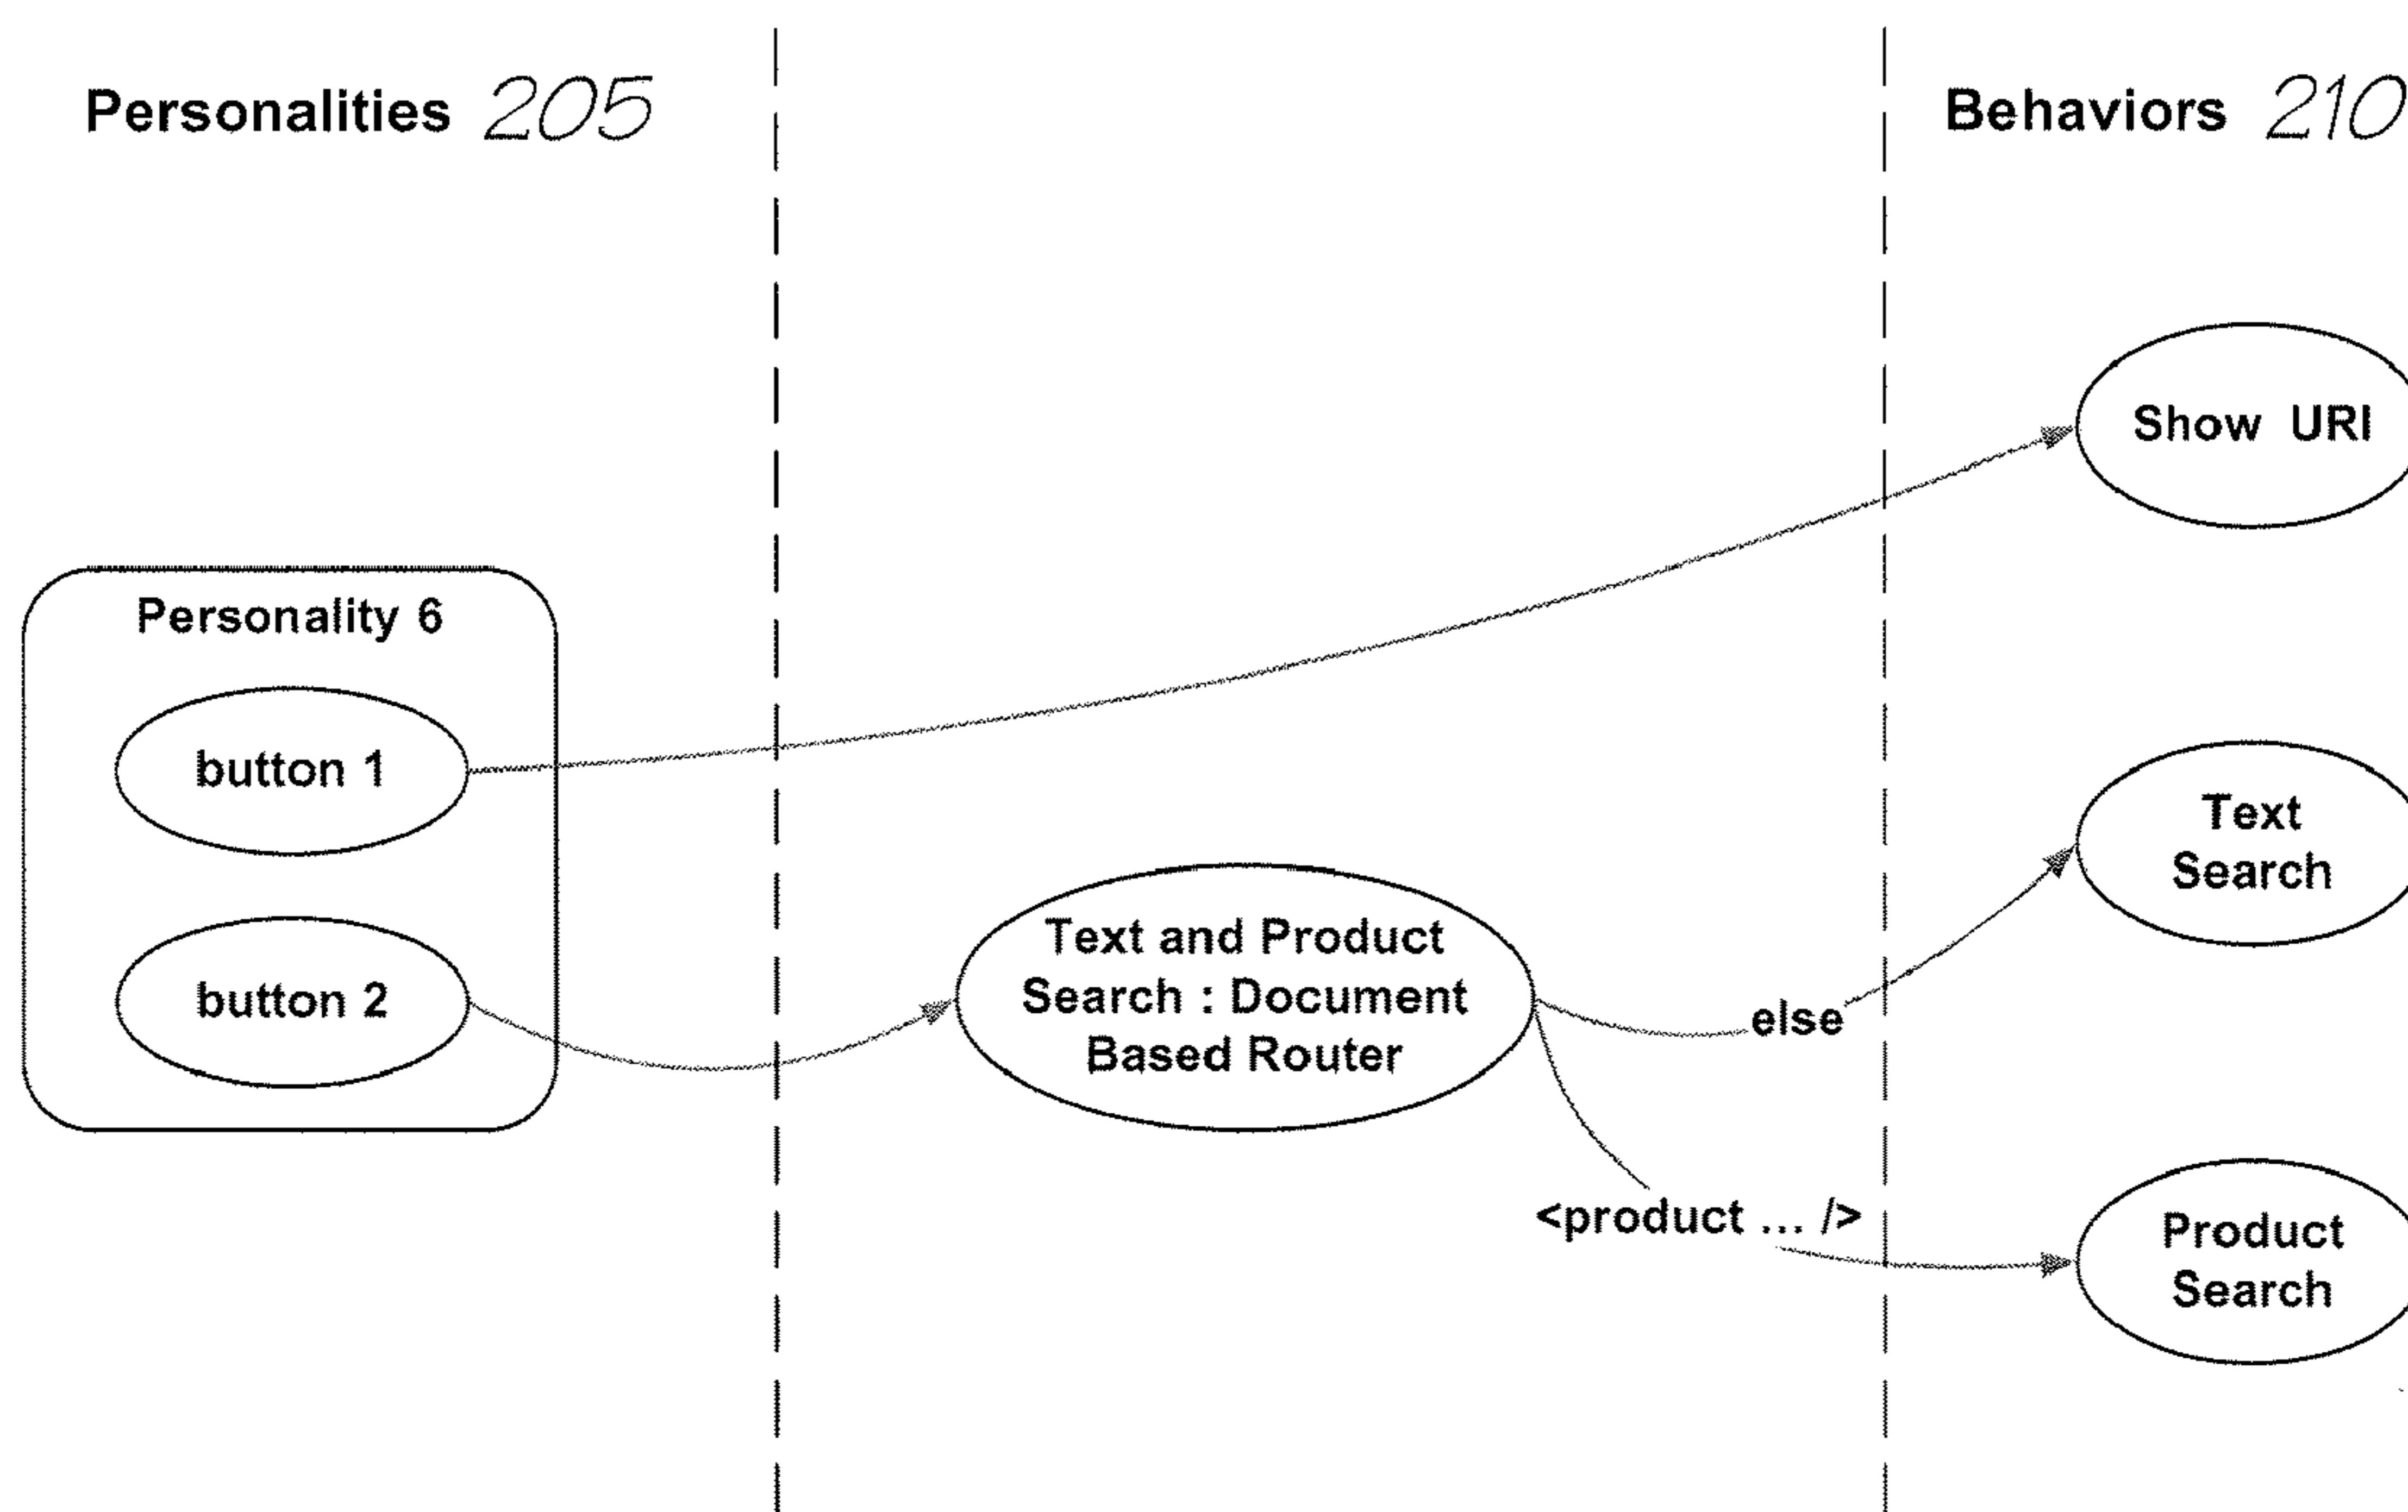 Personalities 205
Behaviors 210
Show URI
Personality 6
button 1
button 2
Text and Product
Search : Document
Based Router
else
<product ... />
Text
Search
Product
Search